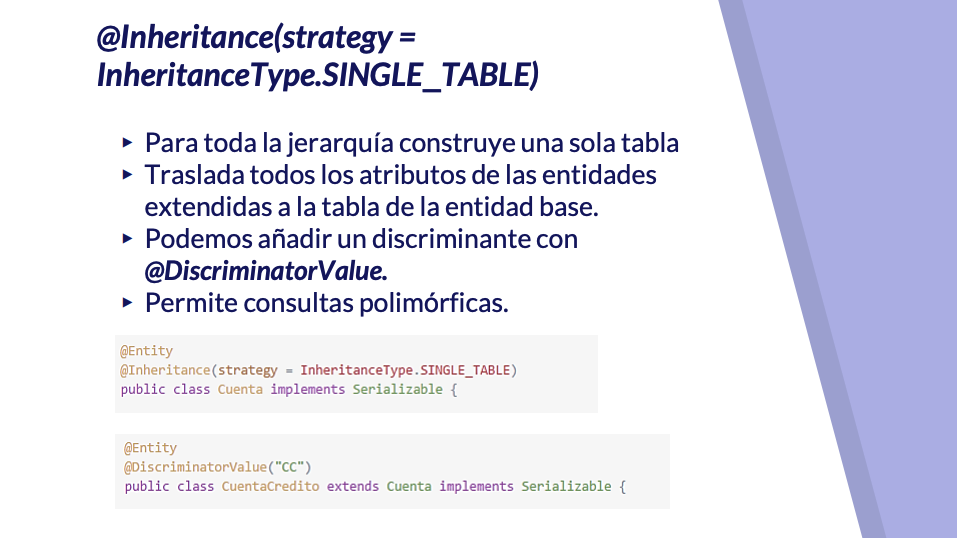 @Inheritance(strategy =
InheritanceType.SINGLE_TABLE)
▸ Para toda la jerarquía construye una sola tabla
▸ Traslada todos los atributos de las entidades
extendidas a la tabla de la entidad base.
▸ Podemos añadir un discriminante con
@DiscriminatorValue.
▸ Permite consultas polimórficas.
@Entity
@Inheritance(strategy = InheritanceType.SINGLE_TABLE)
public class Cuenta implements Serializable {
@Entity
@DiscriminatorValue("CC")
public class CuentaCredito extends Cuenta implements Serializable {